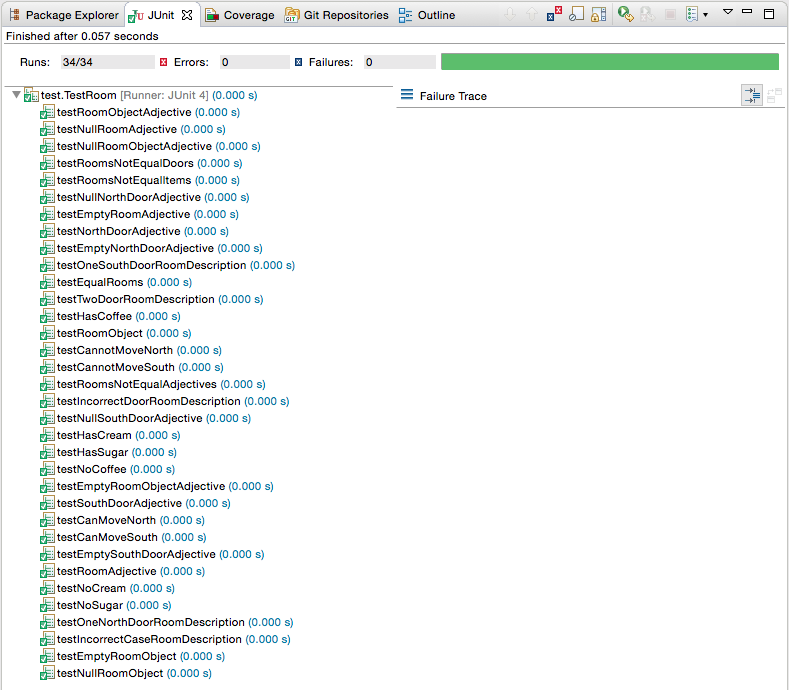 Package Explorer JUnit Coverage Git Repositories Outline
Finished after 0.057 seconds
Runs: 34/34 Errors: 0 Failures: 0
test.TestRoom [Runner: JUnit 4] (0.000 s)
Failure Trace
testRoomObjectAdjective (0.000 s)
testNullRoomAdjective (0.000 s)
testNullRoomObjectAdjective (0.000 s)
testRoomsNotEqualDoors (0.000 s)
testRoomsNotEqualItems (0.000 s)
testNullNorthDoorAdjective (0.000 s)
testEmptyRoomAdjective (0.000 s)
testNorthDoorAdjective (0.000 s)
testEmptyNorthDoorAdjective (0.000 s)
testOneSouthDoorRoomDescription (0.000 s)
testEqualRooms (0.000 s)
testTwoDoorRoomDescription (0.000 s)
testHasCoffee (0.000 s)
testRoomObject (0.000 s)
testCannotMoveNorth (0.000 s)
testCannotMoveSouth (0.000 s)
testRoomsNotEqualAdjectives (0.000 s)
testIncorrectDoorRoomDescription (0.000 s)
testNullSouthDoorAdjective (0.000 s)
testHasCream (0.000 s)
testHasSugar (0.000 s)
testNoCoffee (0.000 s)
testEmptyRoomObjectAdjective (0.000 s)
testSouthDoorAdjective (0.000 s)
testCanMoveNorth (0.000 s)
testCanMoveSouth (0.000 s)
testEmptySouthDoorAdjective (0.000 s)
testRoomAdjective (0.000 s)
testNoCream (0.000 s)
testNoSugar (0.000 s)
testOneNorthDoorRoomDescription (0.000 s)
testIncorrectCaseRoomDescription (0.000 s)
testEmptyRoomObject (0.000 s)
testNullRoomObject (0.000 s)